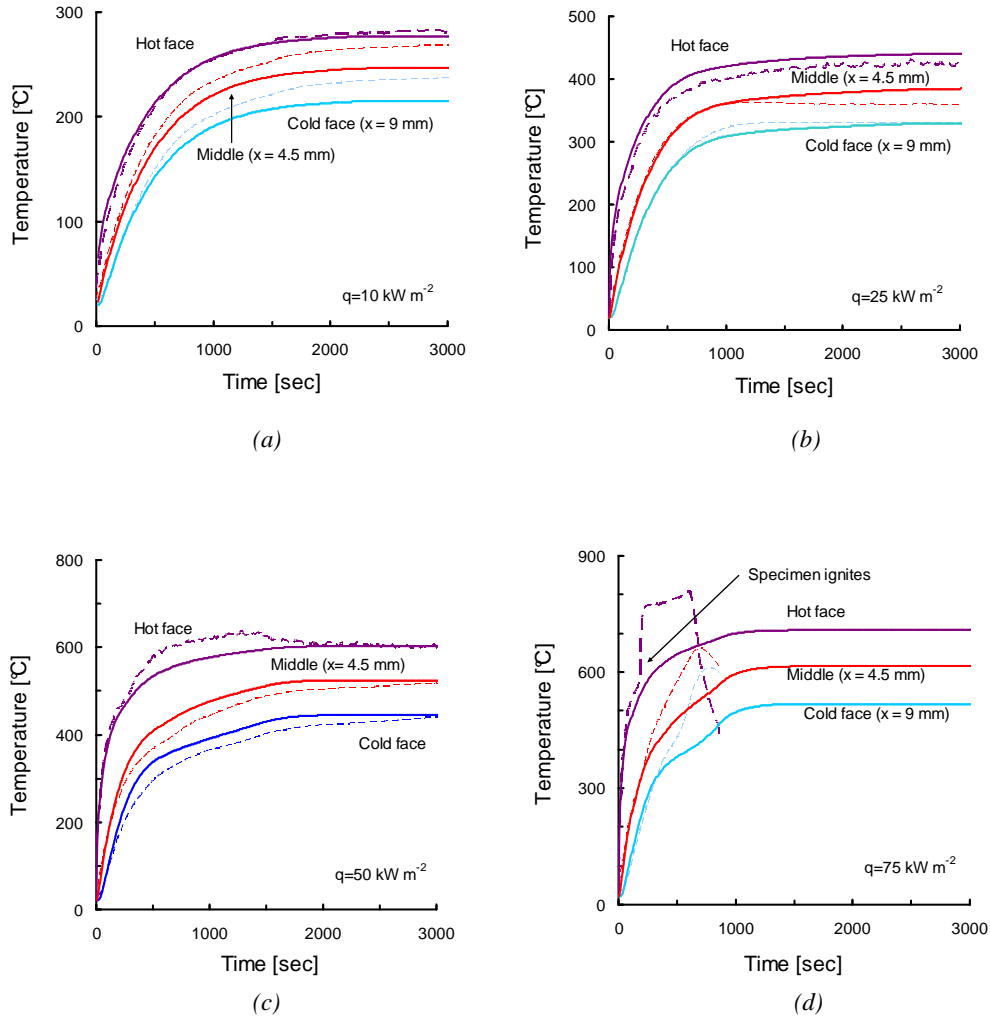 300
200
100
0
Temperature [°C]
Hot face
Cold face (x = 9 mm)
Middle (x = 4.5 mm)
q=10 kW m-2
0 1000 2000 3000
Time [sec]
(a)
500
400
300
200
100
0
Temperature [°C]
Hot face
Middle (x = 4.5 mm)
Cold face (x = 9 mm)
q=25 kW m-2
0 1000 2000 3000
Time [sec]
(b)
800
600
400
200
0
Temperature [°C]
Hot face
Middle (x= 4.5 mm)
Cold face
q=50 kW m-2
0 1000 2000 3000
Time [sec]
(c)
900
600
300
0
Temperature [°C]
Specimen ignites
Hot face
Middle (x = 4.5 mm)
Cold face (x = 9 mm)
q=75 kW m-2
0 1000 2000 3000
Time [sec]
(d)